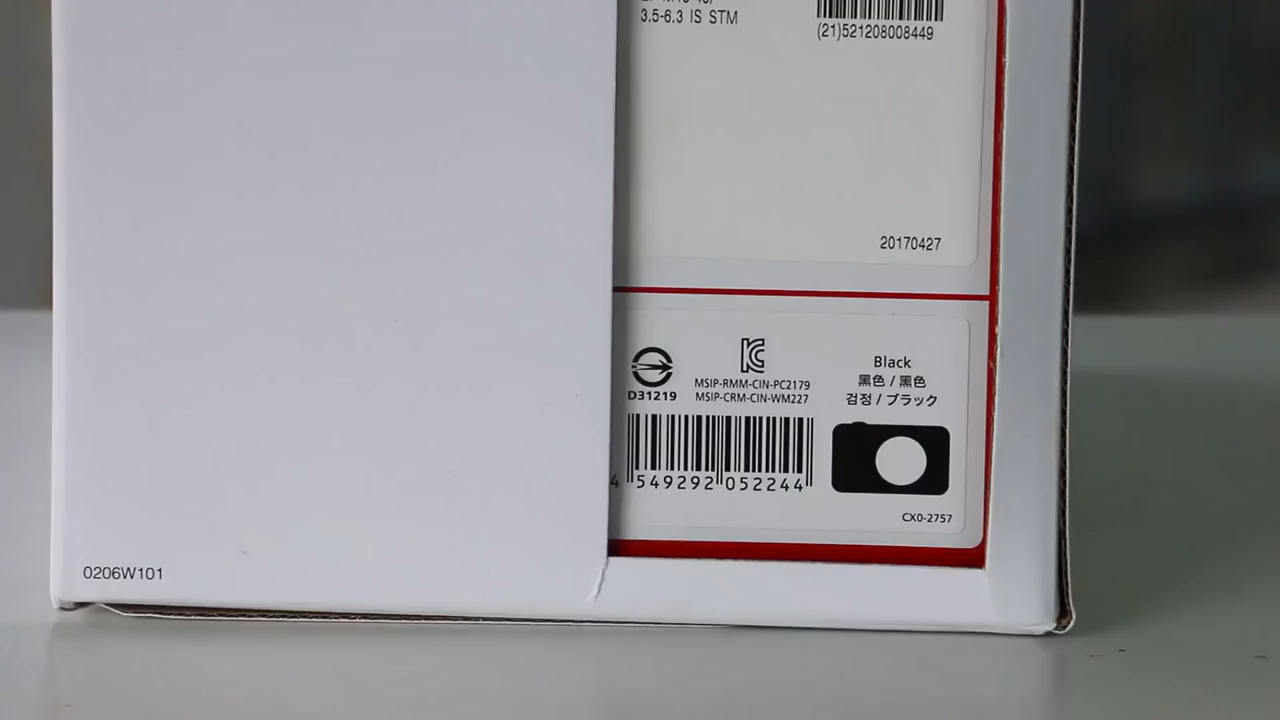 3.5-6.3 IS STM
(21)521208008449
20170427
D31219
MSIP-RMM-CIN-PC2179
MSIP-CRM-CIN-WM227
Black
黑色 / 黒色
검정 / ブラック
4 549292 052244
CX0-2757
0206W101